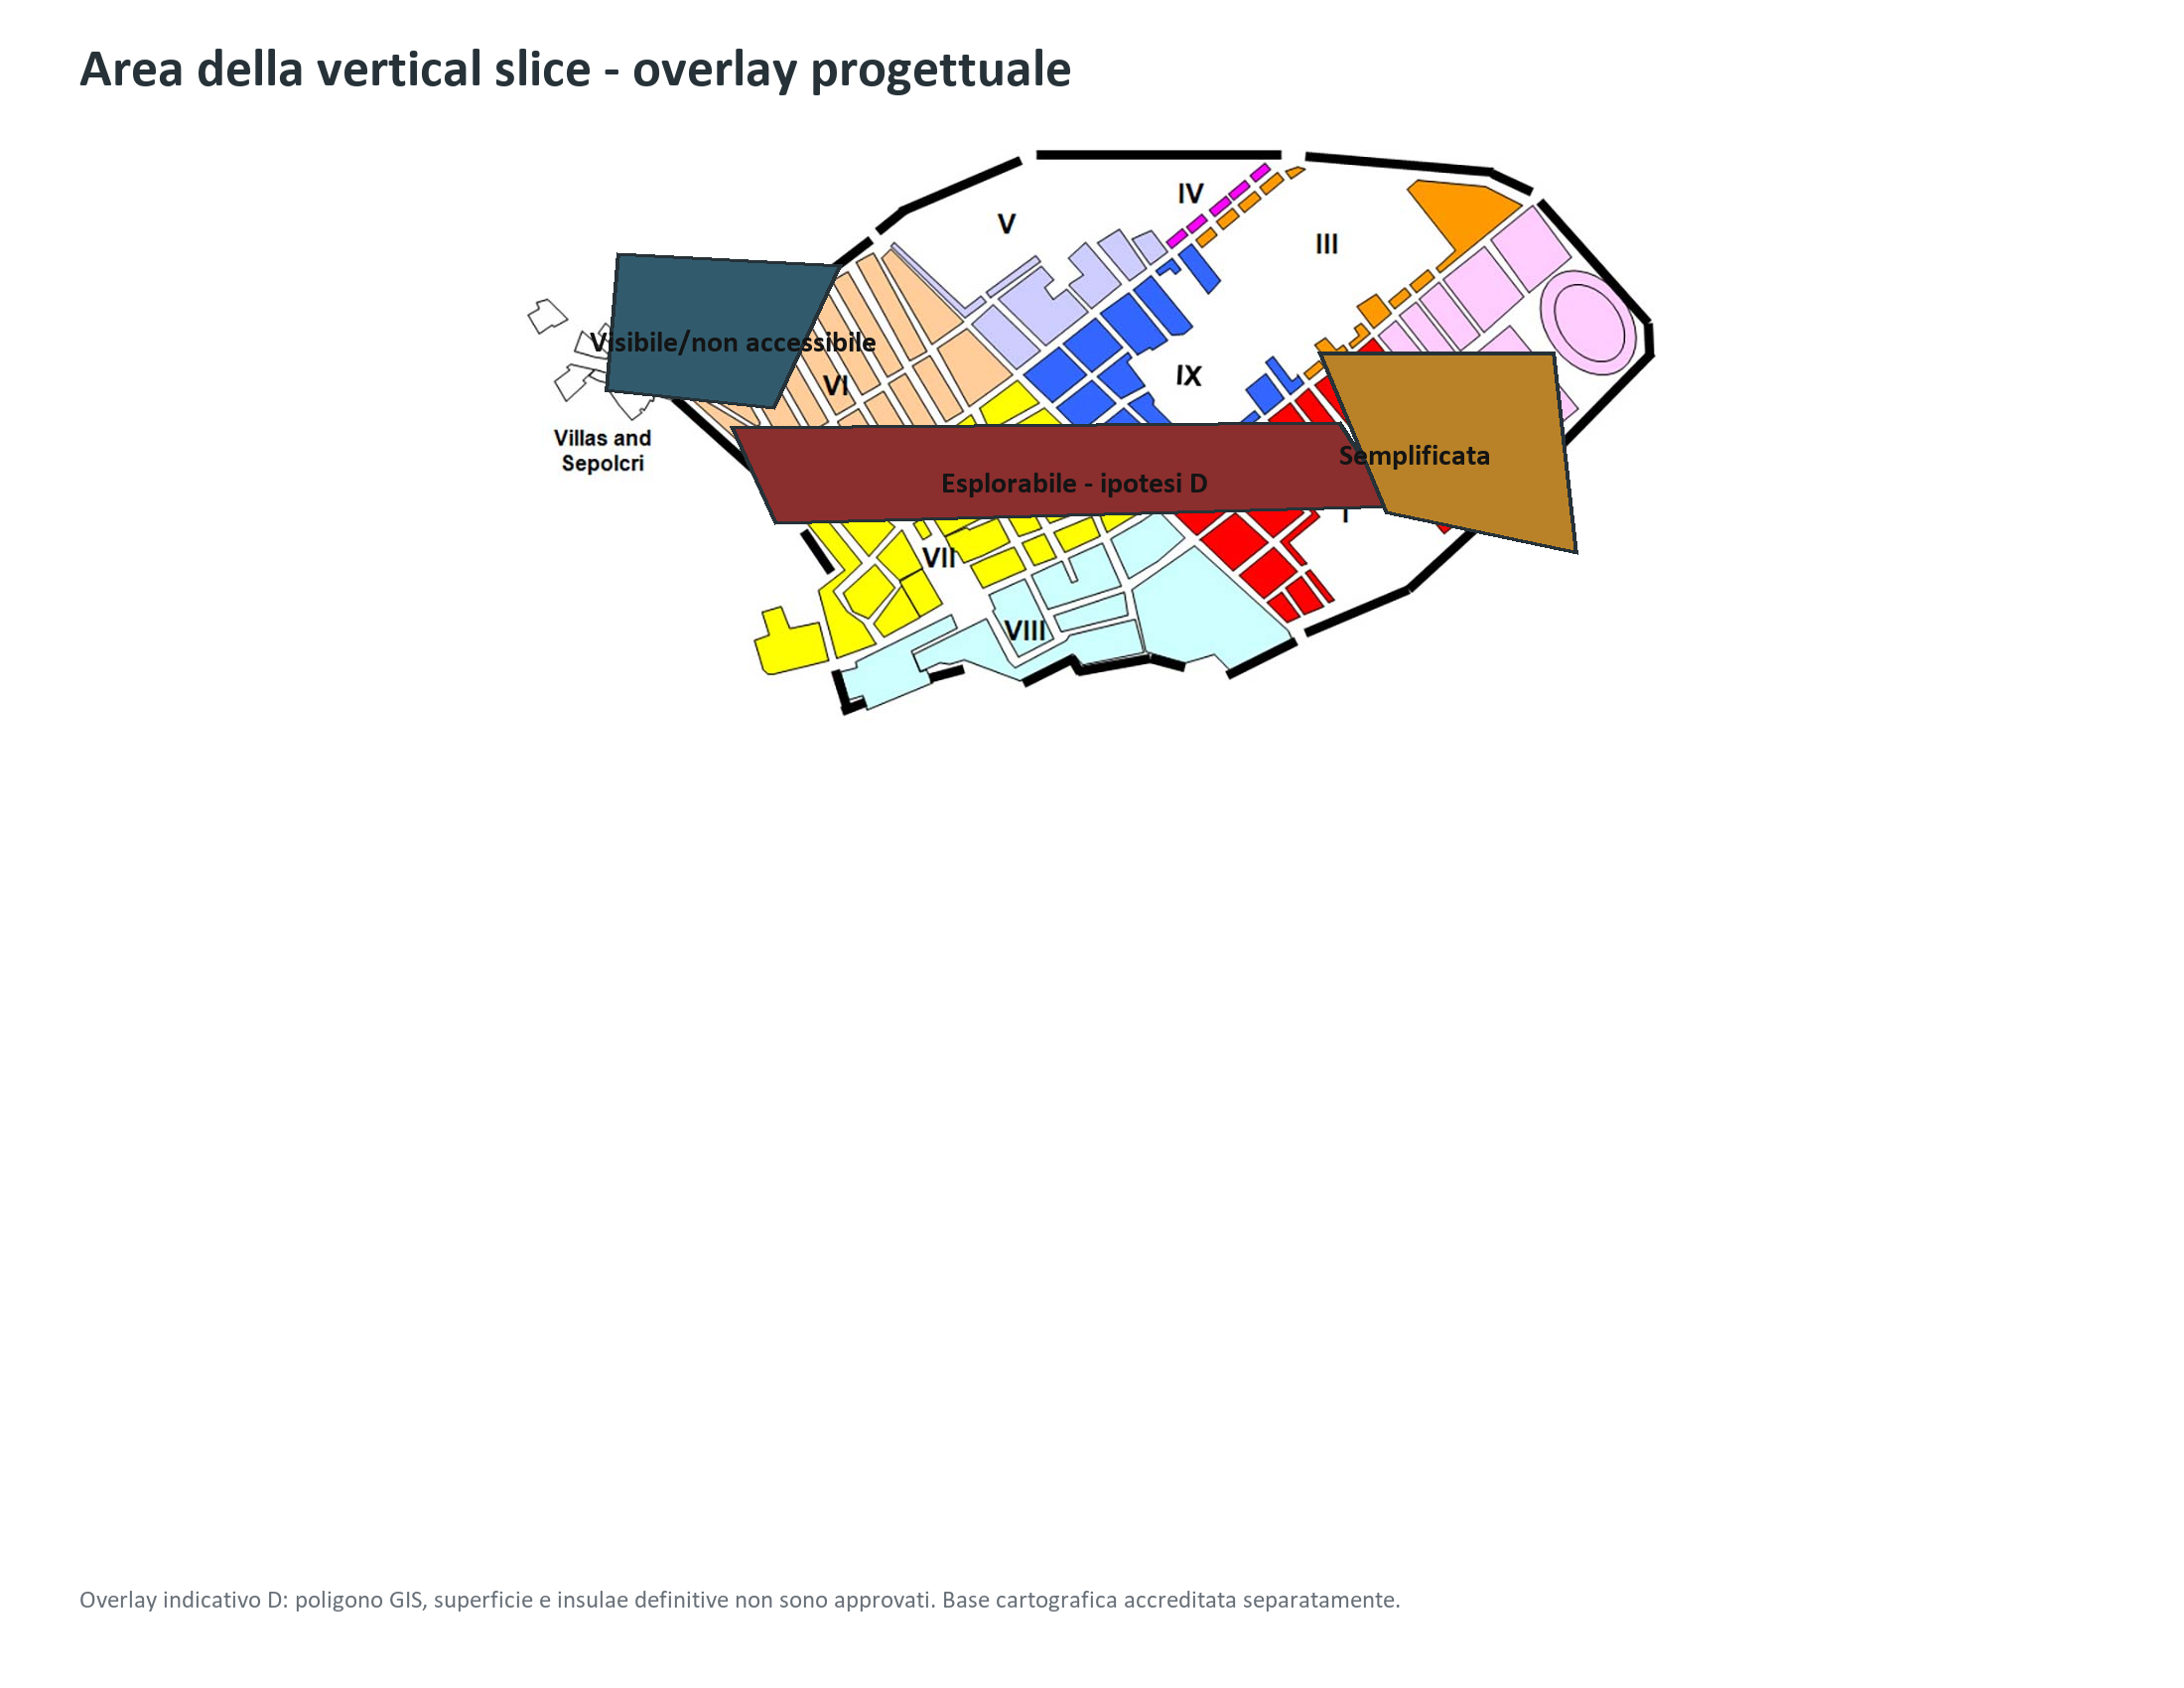 Area della vertical slice - overlay progettuale
IV
V
III
Visibile/non accessibile
IX
VI
Villas and
Sepolcri
Semplificata
Esplorabile - ipotesi D
I
VII
VIII
Overlay indicativo D: poligono GIS, superficie e insulae definitive non sono approvati. Base cartografica accreditata separatamente.